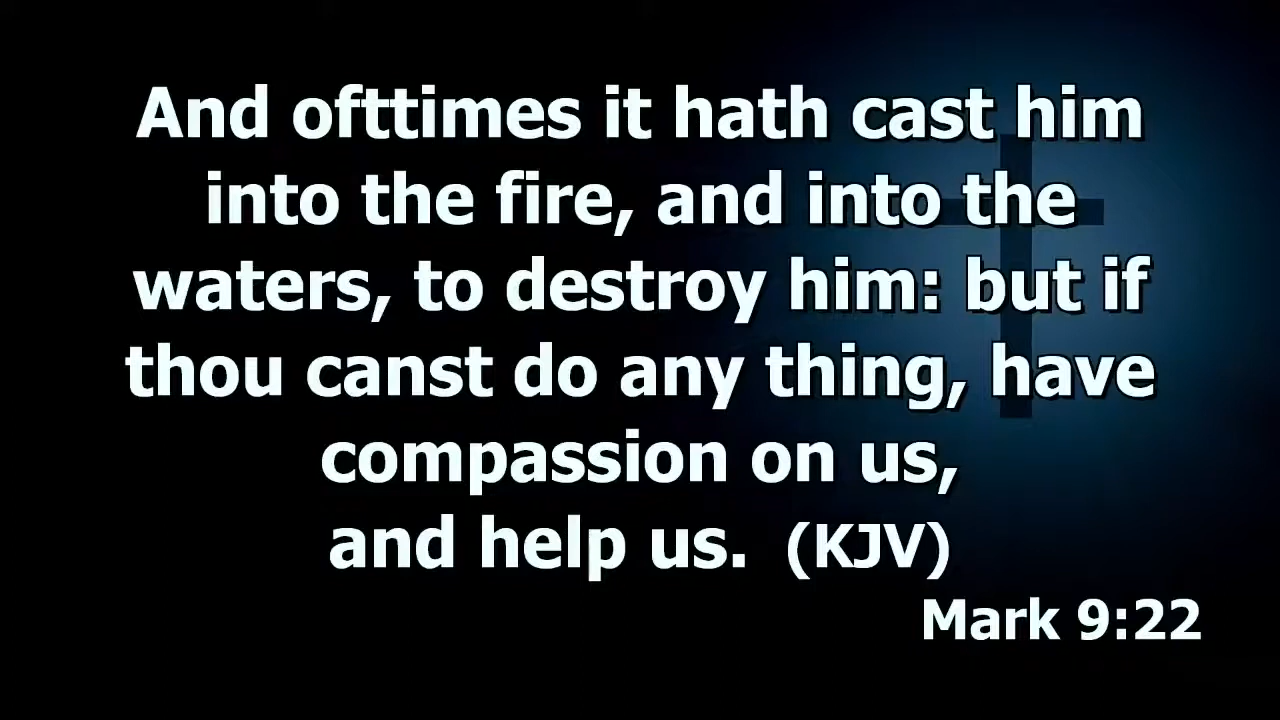 And ofttimes it hath cast him
into the fire, and into the
waters, to destroy him: but if
thou canst do any thing, have
compassion on us,
and help us. (KJV)
Mark 9:22